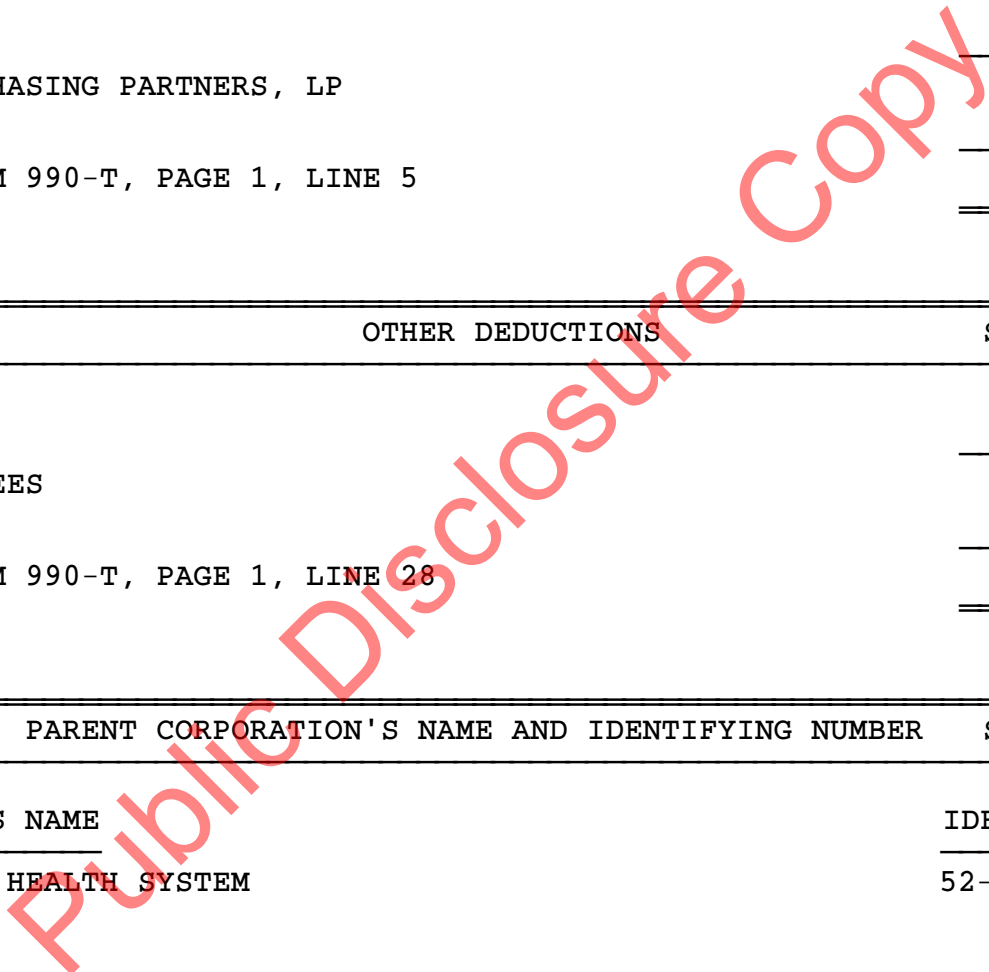 HASING PARTNERS, LP
990-T, PAGE 1, LINE 5
OTHER DEDUCTIONS S
EES
990-T, PAGE 1, LINE 28
PARENT CORPORATION'S NAME AND IDENTIFYING NUMBER S
S NAME IDE
HEALTH SYSTEM 52-
Public Disclosure Copy